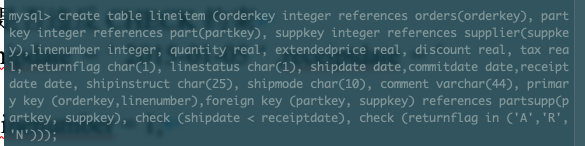 mysql> create table lineitem (orderkey integer references orders(orderkey), part
key integer references part(partkey), suppkey integer references supplier(suppke
y),linenumber integer, quantity real, extendedprice real, discount real, tax rea
l, returnflag char(1), linestatus char(1), shipdate date,commitdate date,receipt
date date, shipinstruct char(25), shipmode char(10), comment varchar(44), primar
y key (orderkey,linenumber),foreign key (partkey, suppkey) references partsupp(p
artkey, suppkey), check (shipdate < receiptdate), check (returnflag in ('A','R',
'N')));